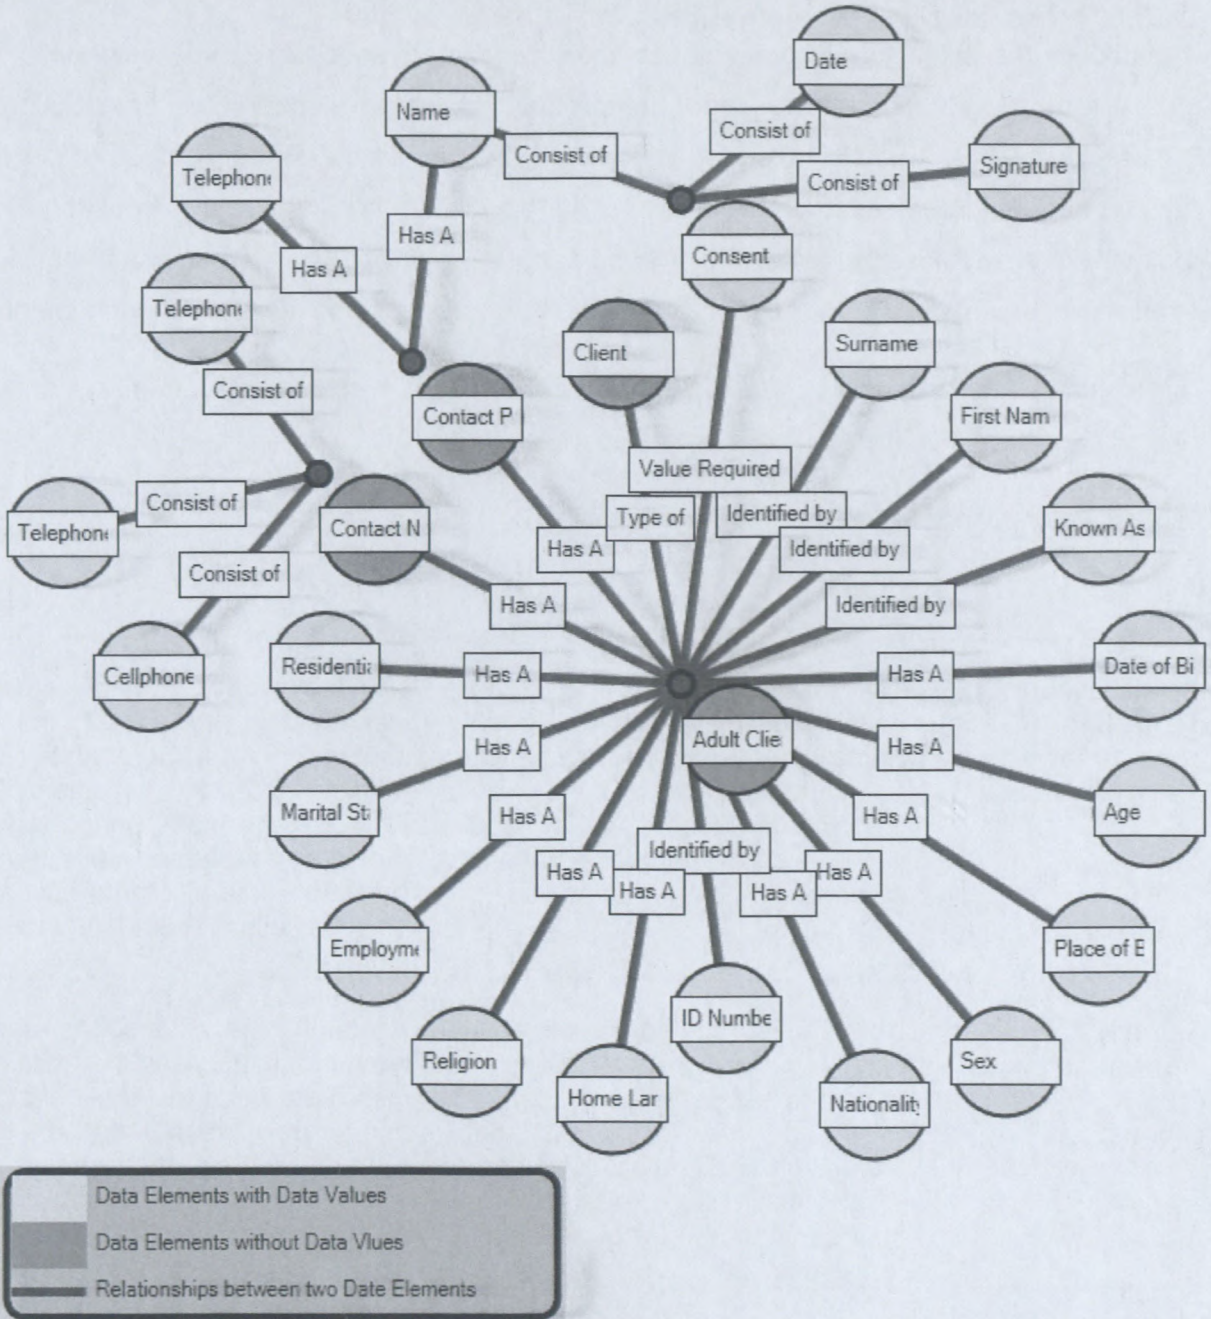 Date
Name
Consist of
Consist of
Signature
Telephone
Consist of
Has A
Consent
Has A
Telephone
Client
Surname
Consist of
Contact P
First Nam
Value Required
Consist of
Type of
Identified by
Telephone
Contact N
Has A
Identified by
Known As
Consist of
Has A
Identified by
Residentia
Has A
Has A
Date of Bi
Cellphone
Has A
Adult Clie
Has A
Marital St
Has A
Has A
Age
Identified by
Has A
Has A
Has A
Has A
Employme
Place of B
ID Numbe
Religion
Sex
Home Lan
Nationality
Data Elements with Data Values
Data Elements without Data Vlues
Relationships between two Date Elements